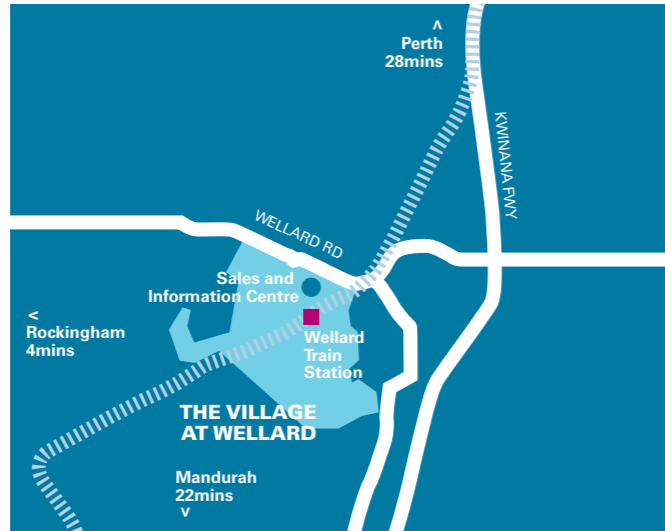 ^
Perth
28mins
KWINANA FWY
WELLARD RD
Sales and
Information Centre
<
Rockingham
4mins
Wellard
Train
Station
THE VILLAGE
AT WELLARD
Mandurah
22mins
v